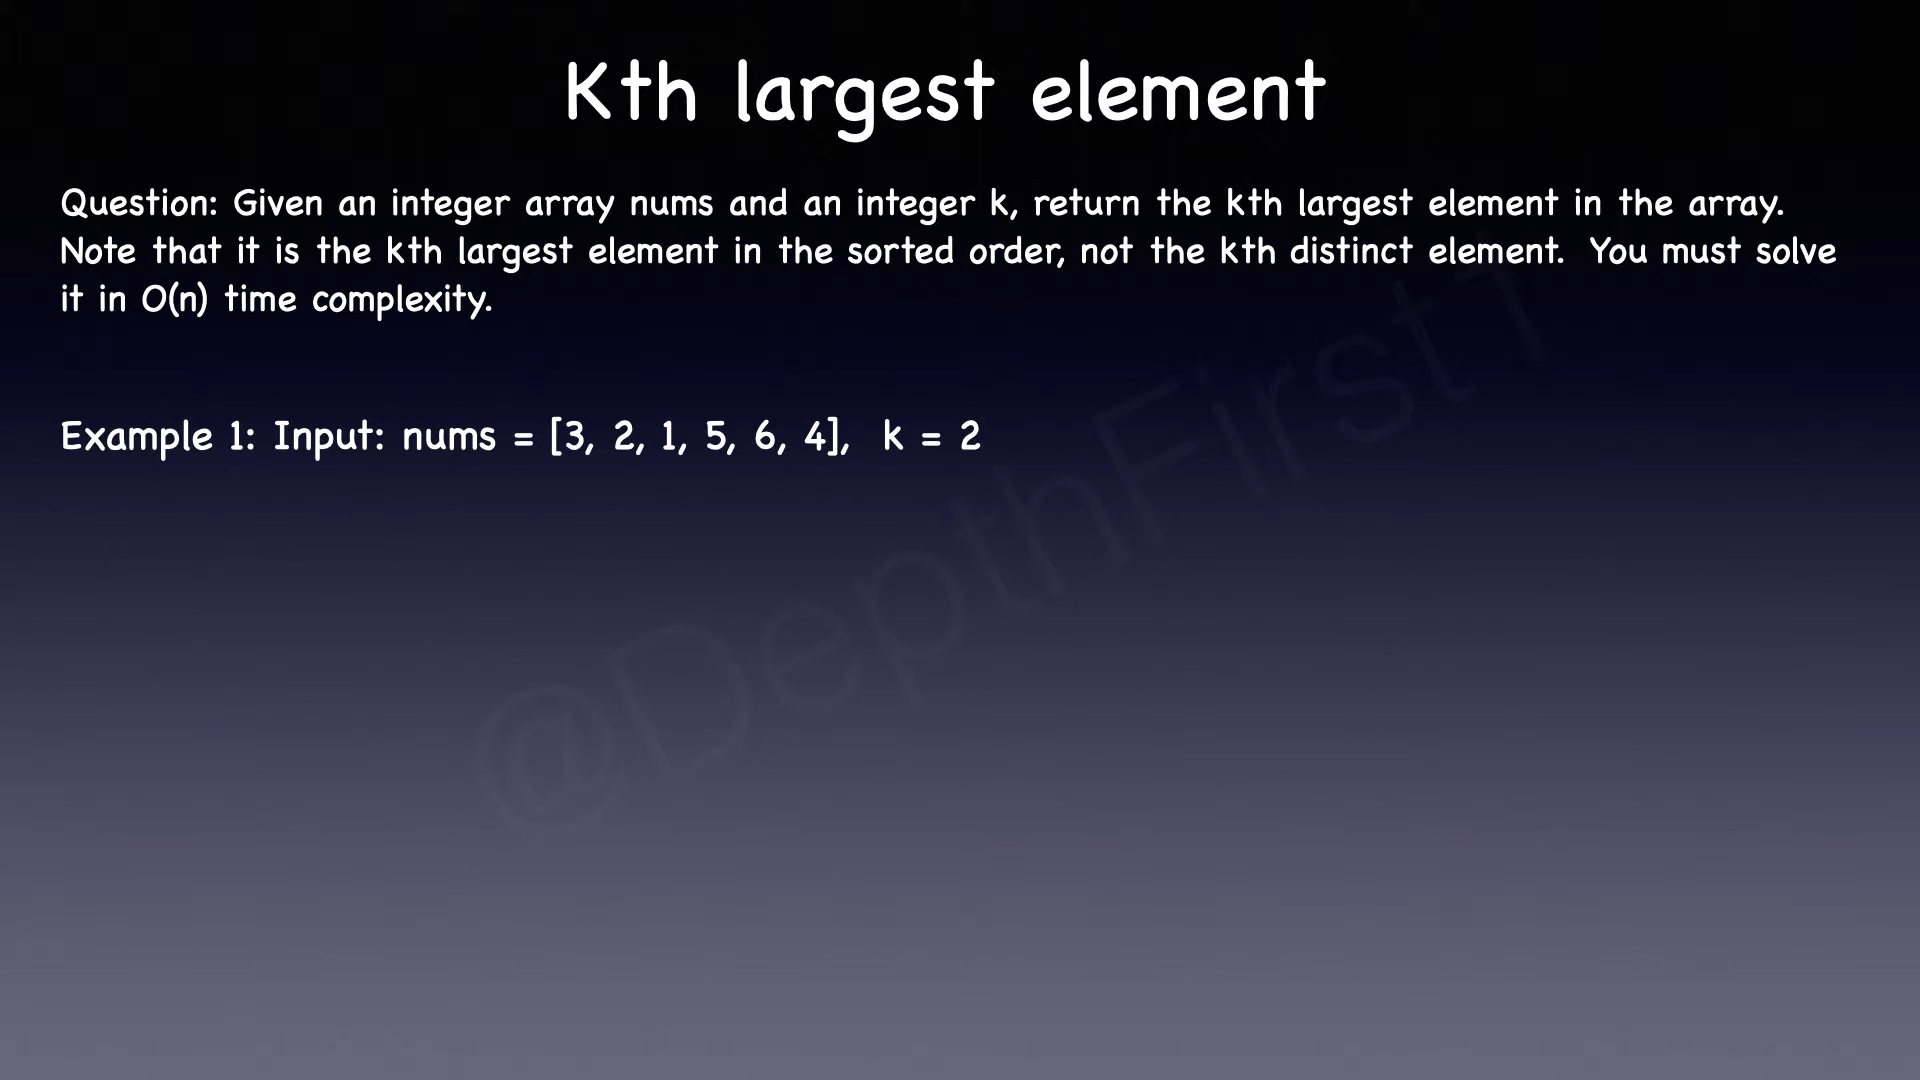 Kth largest element
Question: Given an integer array nums and an integer k, return the kth largest element in the array.
Note that it is the kth largest element in the sorted order, not the kth distinct element. You must solve
it in O(n) time complexity.
Example 1: Input: nums = [3, 2, 1, 5, 6, 4], k = 2
@DepthFirst1